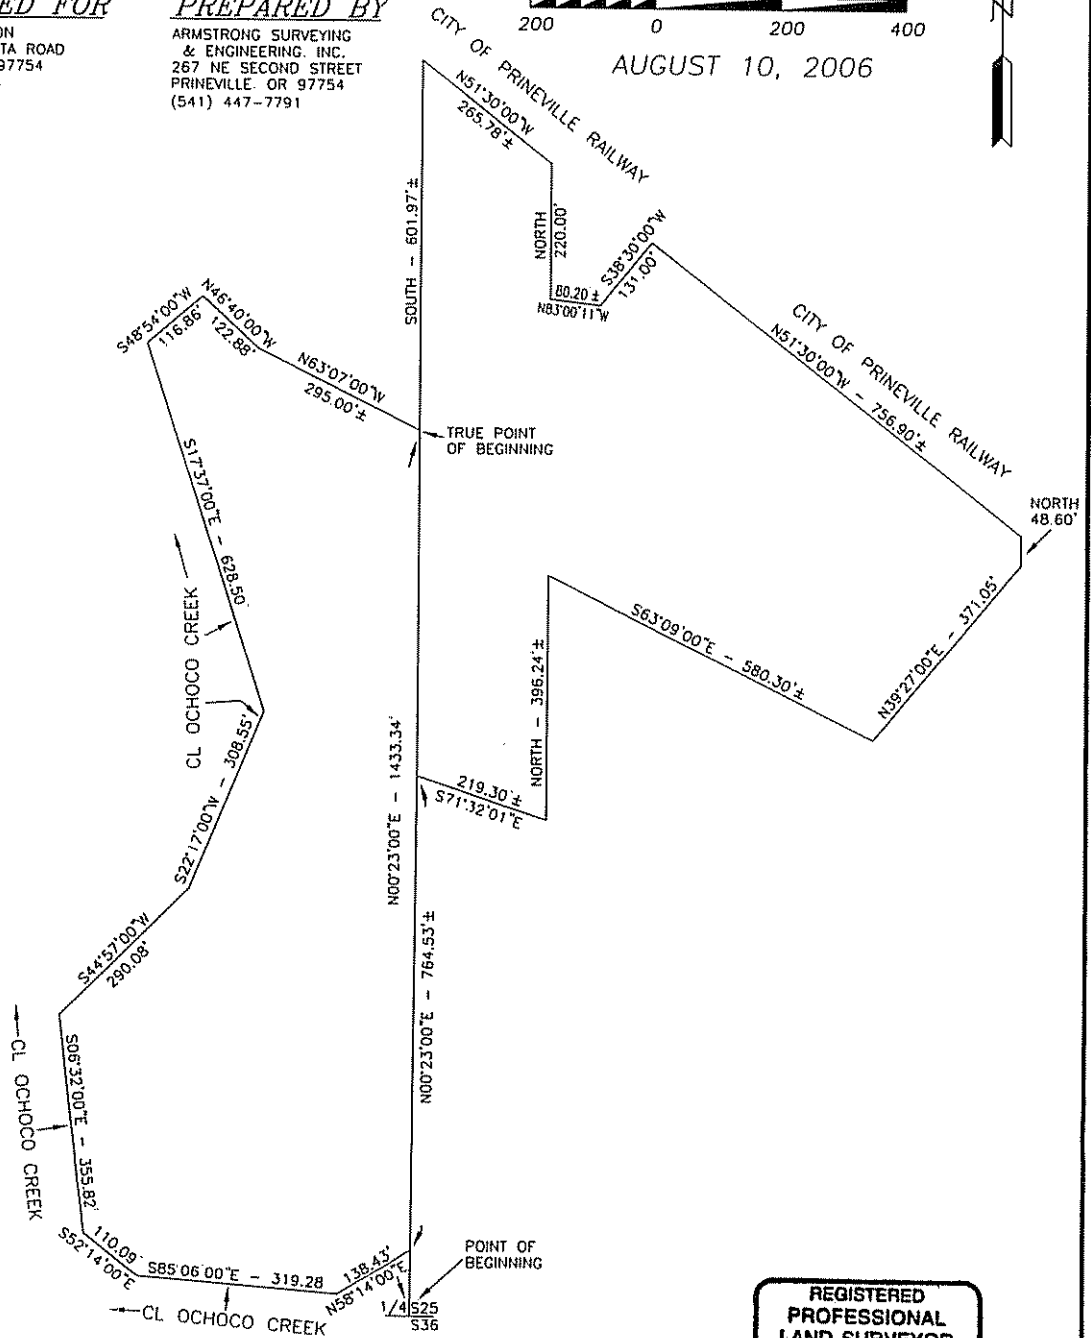 ED FOR
ON
TA ROAD
97754
PREPARED BY
ARMSTRONG SURVEYING
& ENGINEERING. INC.
267 NE SECOND STREET
PRINEVILLE. OR 97754
(541) 447-7791
200 0 200 400
AUGUST 10, 2006
CITY OF PRINEVILLE RAILWAY
N51°30'00"W
265.78'±
SOUTH - 601.97'±
NORTH
220.00'
80.20'±
N83°00'11"W
S38°30'00"W
131.00'
CITY OF PRINEVILLE RAILWAY
N51°30'00"W - 756.90'±
NORTH
48.60'
N39°27'00"E - 371.05'
S63°09'00"E - 580.30'±
NORTH - 396.24'±
219.30'±
S71°32'01"E
S48°54'00"W
116.86'
N46°40'00"W
122.88'
N63°07'00"W
295.00'±
TRUE POINT
OF BEGINNING
S17°37'00"E - 628.50'
CL OCHOCO CREEK
N00°23'00"E - 1433.34'
S22°17'00"W - 308.55'
N00°23'00"E - 764.53'±
S44°57'00"W
290.08'
S06°32'00"E - 355.82'
CL OCHOCO CREEK
110.09'
S52°14'00"E
S85°06'00"E - 319.28
138.43'
N58°14'00"E
CL OCHOCO CREEK
POINT OF
BEGINNING
1/4 S25
S36
REGISTERED
PROFESSIONAL
LAND SURVEYOR